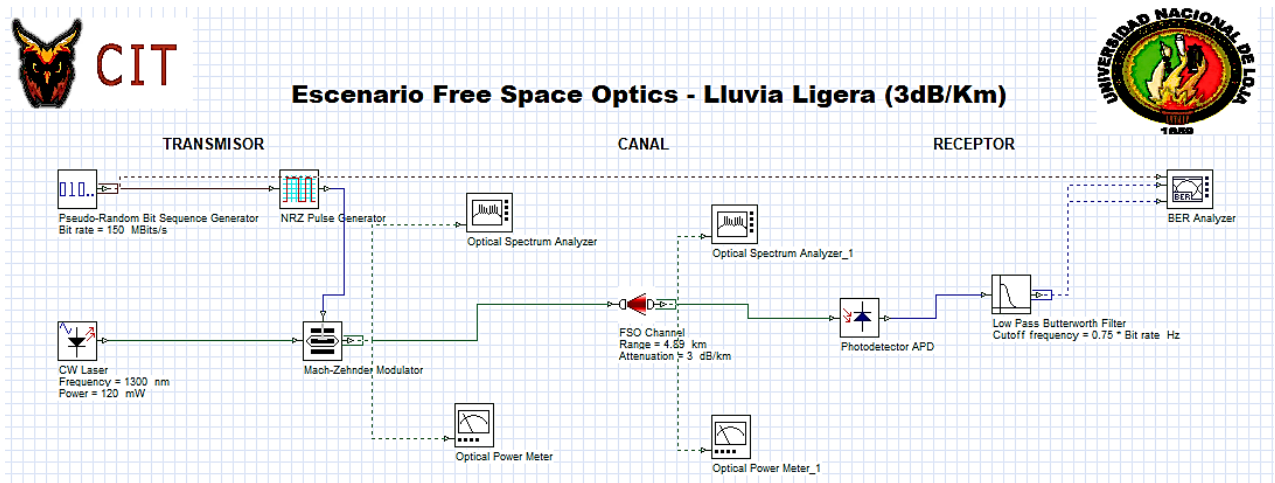 CIT
UNIVERSIDAD NACIONAL DE LOJA
1859
Escenario Free Space Optics - Lluvia Ligera (3dB/Km)
TRANSMISOR
CANAL
RECEPTOR
010..
Pseudo-Random Bit Sequence Generator
Bit rate = 150 MBits/s
NRZ Pulse Generator
Optical Spectrum Analyzer
Optical Spectrum Analyzer_1
BER
BER Analyzer
CW Laser
Frequency = 1300 nm
Power = 120 mW
Mach-Zehnder Modulator
FSO Channel
Range = 4.89 km
Attenuation = 3 dB/km
Photodetector APD
Low Pass Butterworth Filter
Cutoff frequency = 0.75 * Bit rate Hz
Optical Power Meter
Optical Power Meter_1